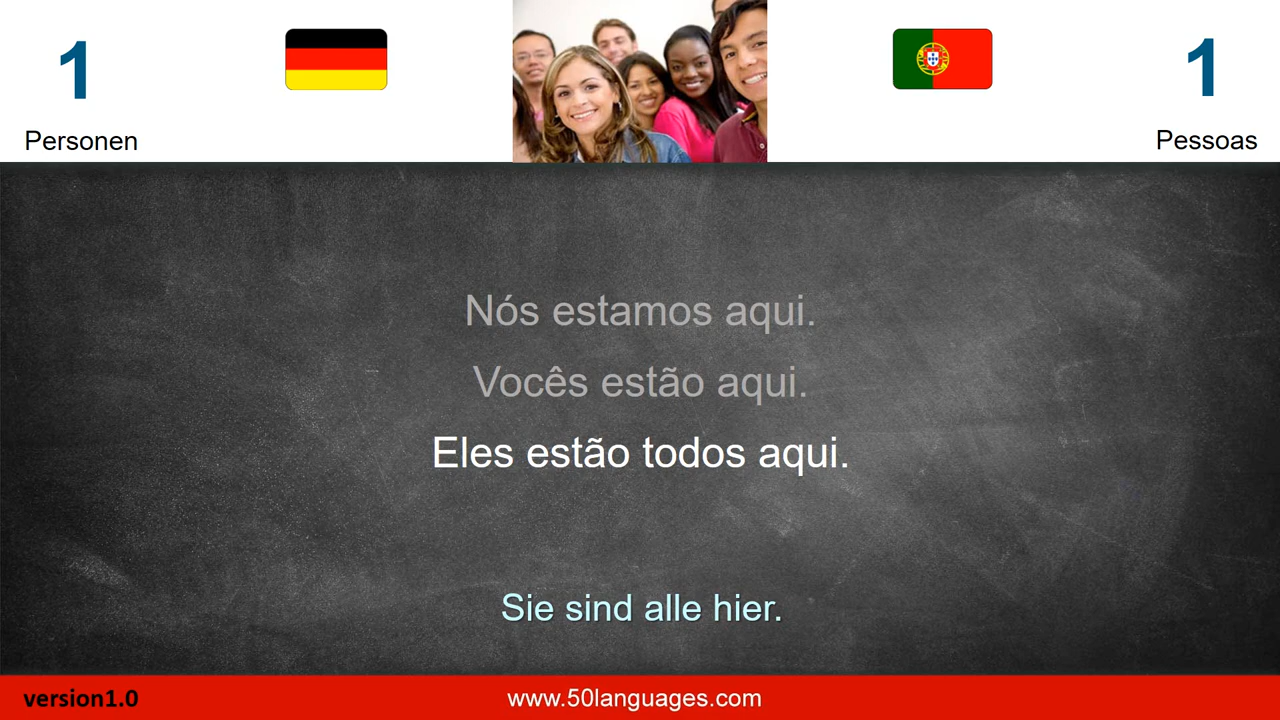 1
1
Personen
Pessoas
Nós estamos aqui.
Vocês estão aqui.
Eles estão todos aqui.
Sie sind alle hier.
version1.0
www.50languages.com